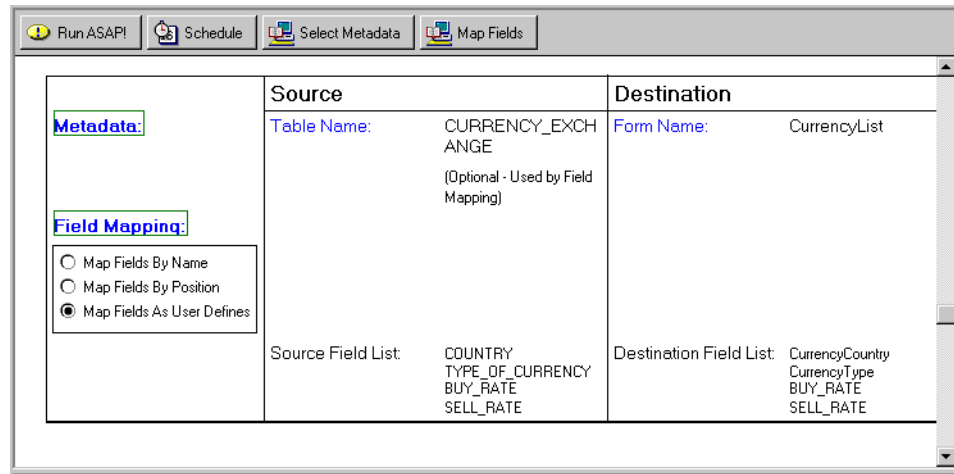 Run ASAP!
Schedule
Select Metadata
Map Fields
Source
Destination
Metadata:
Table Name:
CURRENCY_EXCH
ANGE
(Optional - Used by Field
Mapping)
Form Name:
CurrencyList
Field Mapping:
Map Fields By Name
Map Fields By Position
Map Fields As User Defines
Source Field List:
COUNTRY
TYPE_OF_CURRENCY
BUY_RATE
SELL_RATE
Destination Field List:
CurrencyCountry
CurrencyType
BUY_RATE
SELL_RATE